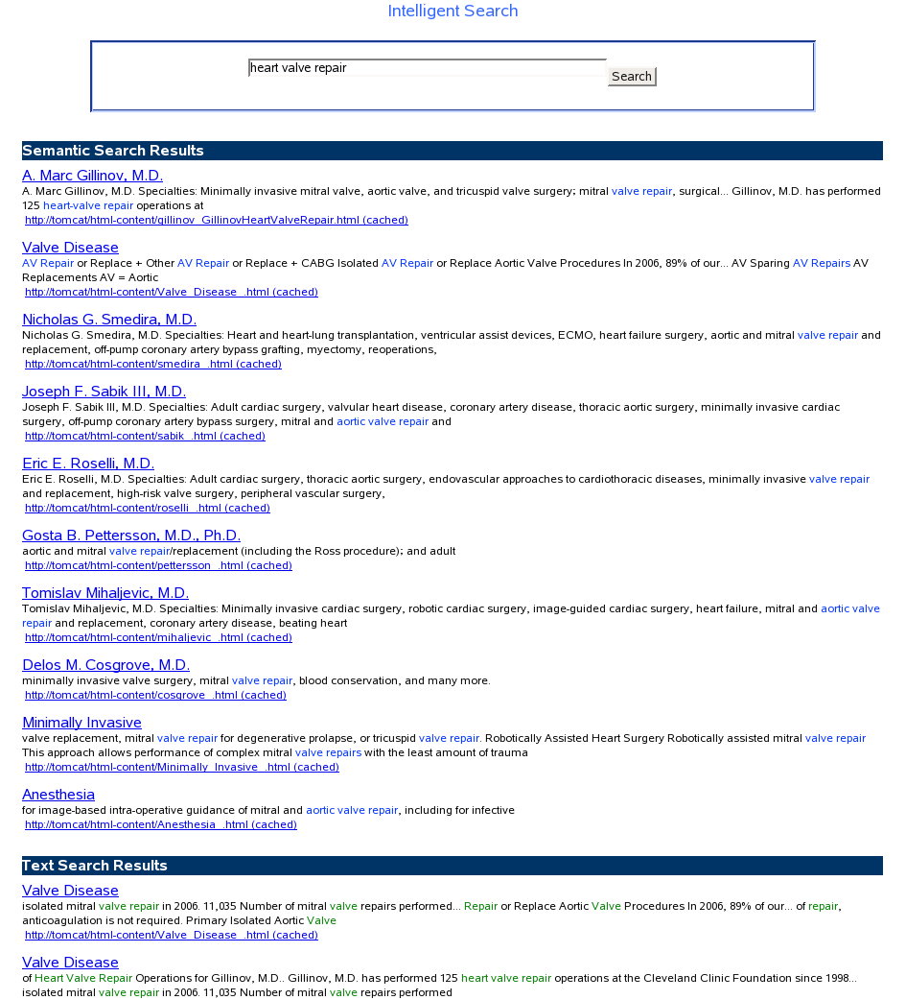 Intelligent Search
heart valve repair
Search
Semantic Search Results
A. Marc Gillinov, M.D.
A. Marc Gillinov, M.D. Specialties: Minimally invasive mitral valve, aortic valve, and tricuspid valve surgery; mitral valve repair, surgical... Gillinov, M.D. has performed
125 heart-valve repair operations at
http://tomcat/html-content/gillinov_GillinovHeartValveRepair.html (cached)
Valve Disease
AV Repair or Replace + Other AV Repair or Replace + CABG Isolated AV Repair or Replace Aortic Valve Procedures In 2006, 89% of our... AV Sparing AV Repairs AV
Replacements AV = Aortic
http://tomcat/html-content/Valve_Disease_.html (cached)
Nicholas G. Smedira, M.D.
Nicholas G. Smedira, M.D. Specialties: Heart and heart-lung transplantation, ventricular assist devices, ECMO, heart failure surgery, aortic and mitral valve repair and
replacement, off-pump coronary artery bypass grafting, myectomy, reoperations,
http://tomcat/html-content/smedira_.html (cached)
Joseph F. Sabik III, M.D.
Joseph F. Sabik III, M.D. Specialties: Adult cardiac surgery, valvular heart disease, coronary artery disease, thoracic aortic surgery, minimally invasive cardiac
surgery, off-pump coronary artery bypass surgery, mitral and aortic valve repair and
http://tomcat/html-content/sabik_.html (cached)
Eric E. Roselli, M.D.
Eric E. Roselli, M.D. Specialties: Adult cardiac surgery, thoracic aortic surgery, endovascular approaches to cardiothoracic diseases, minimally invasive valve repair
and replacement, high-risk valve surgery, peripheral vascular surgery,
http://tomcat/html-content/roselli_.html (cached)
Gosta B. Pettersson, M.D., Ph.D.
aortic and mitral valve repair/replacement (including the Ross procedure); and adult
http://tomcat/html-content/pettersson_.html (cached)
Tomislav Mihaljevic, M.D.
Tomislav Mihaljevic, M.D. Specialties: Minimally invasive cardiac surgery, robotic cardiac surgery, image-guided cardiac surgery, heart failure, mitral and aortic valve
repair and replacement, coronary artery disease, beating heart
http://tomcat/html-content/mihaljevic_.html (cached)
Delos M. Cosgrove, M.D.
minimally invasive valve surgery, mitral valve repair, blood conservation, and many more.
http://tomcat/html-content/cosgrove_.html (cached)
Minimally Invasive
valve replacement, mitral valve repair for degenerative prolapse, or tricuspid valve repair. Robotically Assisted Heart Surgery Robotically assisted mitral valve repair
This approach allows performance of complex mitral valve repairs with the least amount of trauma
http://tomcat/html-content/Minimally_Invasive_.html (cached)
Anesthesia
for image-based intra-operative guidance of mitral and aortic valve repair, including for infective
http://tomcat/html-content/Anesthesia_.html (cached)
Text Search Results
Valve Disease
isolated mitral valve repair in 2006. 11,035 Number of mitral valve repairs performed... Repair or Replace Aortic Valve Procedures In 2006, 89% of our... of repair,
anticoagulation is not required. Primary Isolated Aortic Valve
http://tomcat/html-content/Valve_Disease_.html (cached)
Valve Disease
of Heart Valve Repair Operations for Gillinov, M.D.. Gillinov, M.D. has performed 125 heart valve repair operations at the Cleveland Clinic Foundation since 1998...
isolated mitral valve repair in 2006. 11,035 Number of mitral valve repairs performed